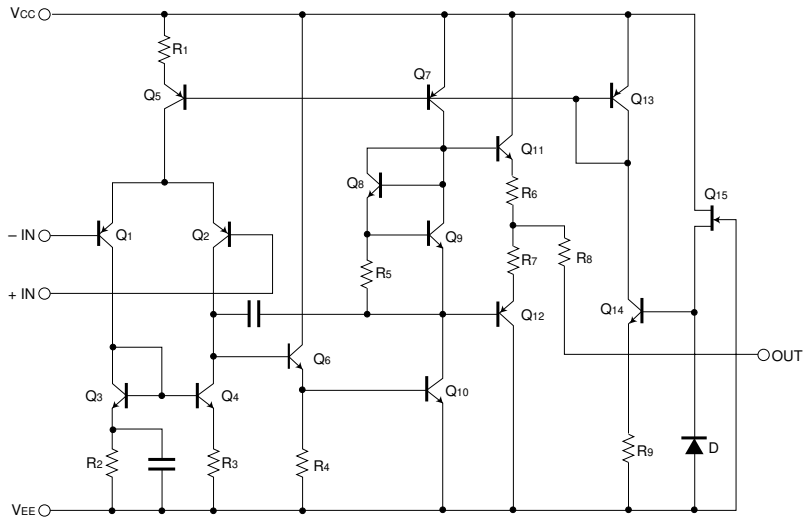 VCC
R1
Q5
Q7
Q13
Q11
Q8
R6
Q15
– IN
Q1
Q2
Q9
R7
R8
R5
+ IN
Q14
Q12
Q6
OUT
Q3
Q4
Q10
R2
R3
R4
R9
D
VEE